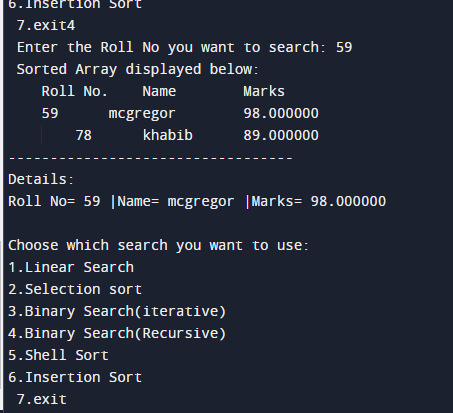 6.Insertion Sort
7.exit4
Enter the Roll No you want to search: 59
Sorted Array displayed below:
Roll No. Name Marks
59 mcgregor 98.000000
78 khabib 89.000000
----------------------------------
Details:
Roll No= 59 |Name= mcgregor |Marks= 98.000000
Choose which search you want to use:
1.Linear Search
2.Selection sort
3.Binary Search(iterative)
4.Binary Search(Recursive)
5.Shell Sort
6.Insertion Sort
7.exit